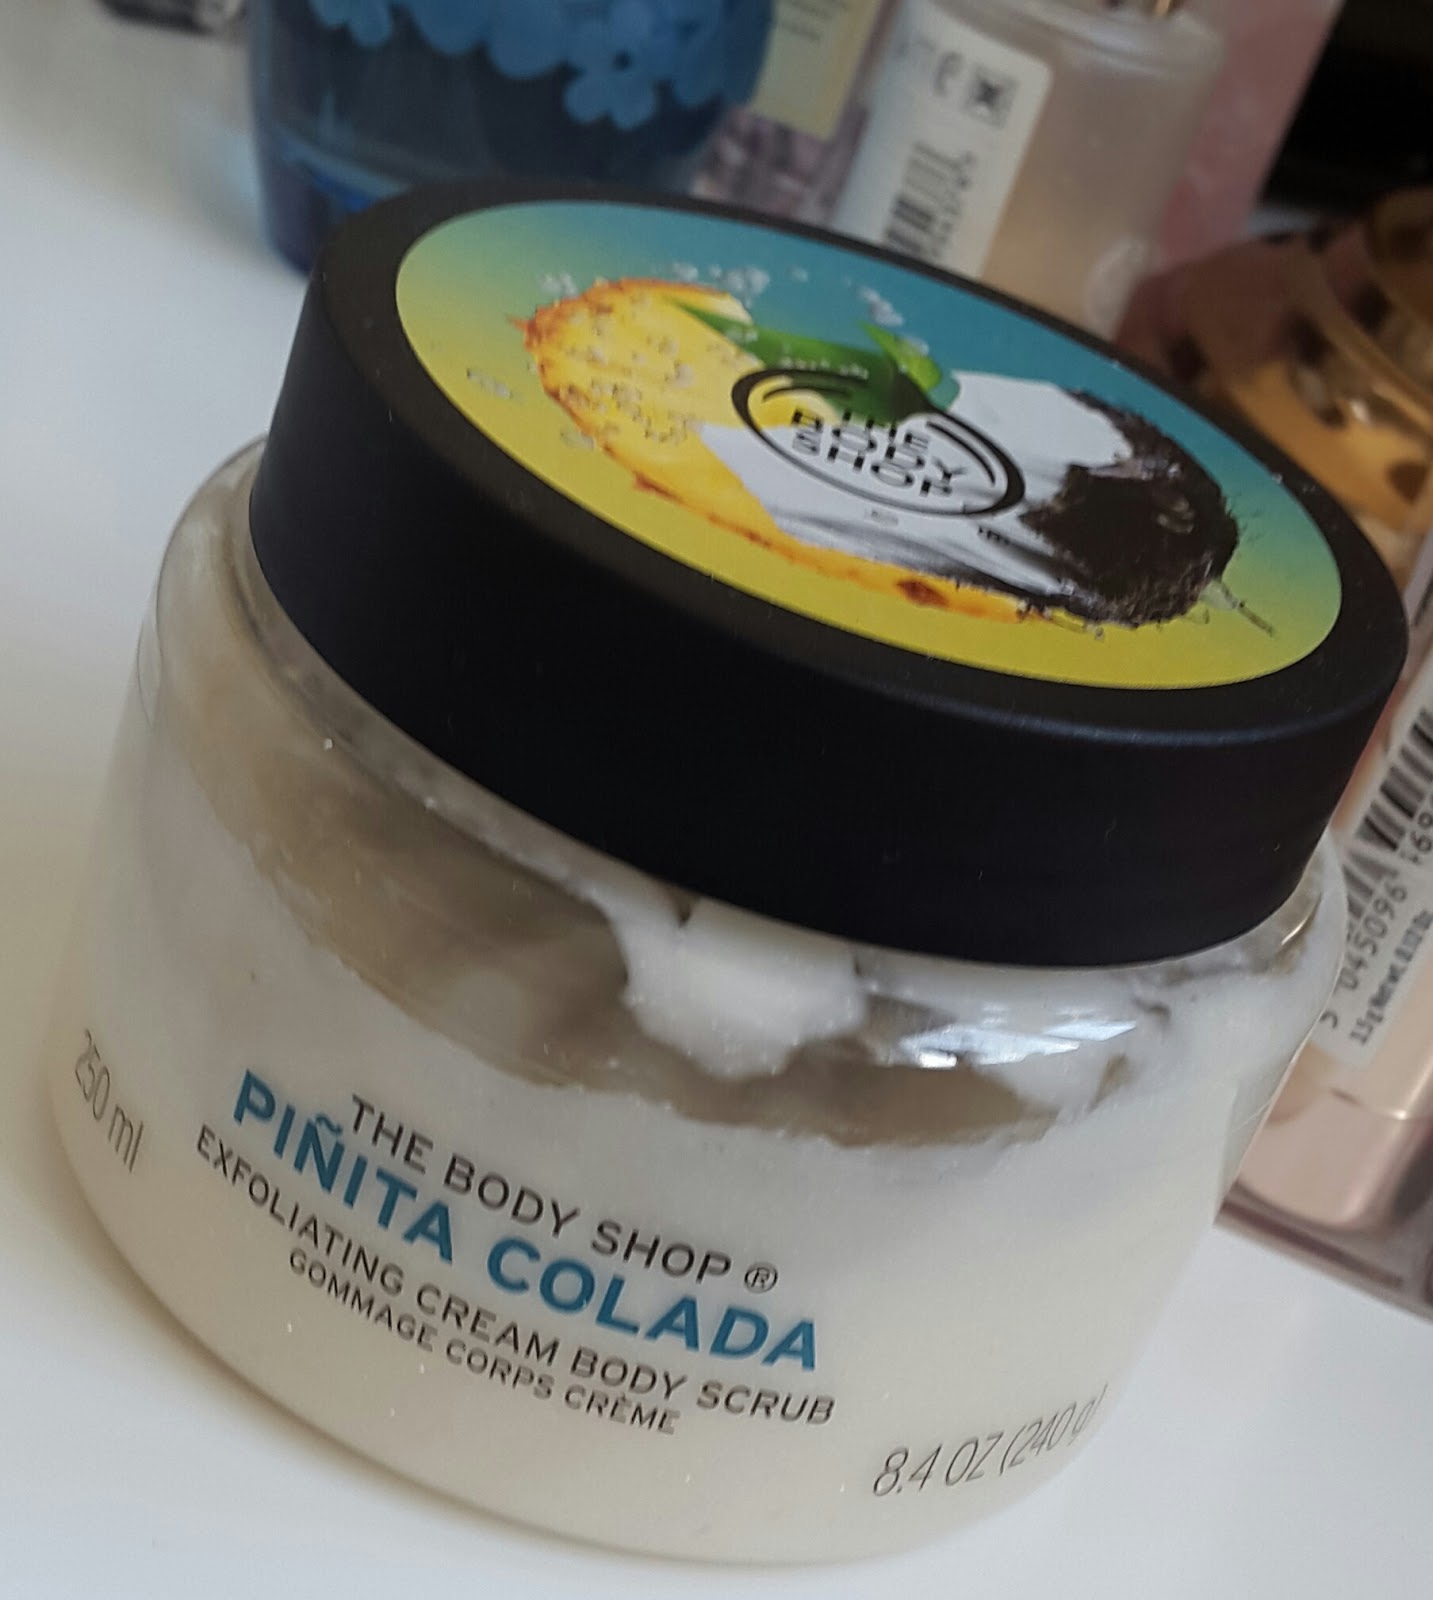 THE
BODY
SHOP
THE BODY SHOP®
PIÑITA COLADA
EXFOLIATING CREAM BODY SCRUB
GOMMAGE CORPS CRÈME
250 ml
8.4 OZ (240 g)